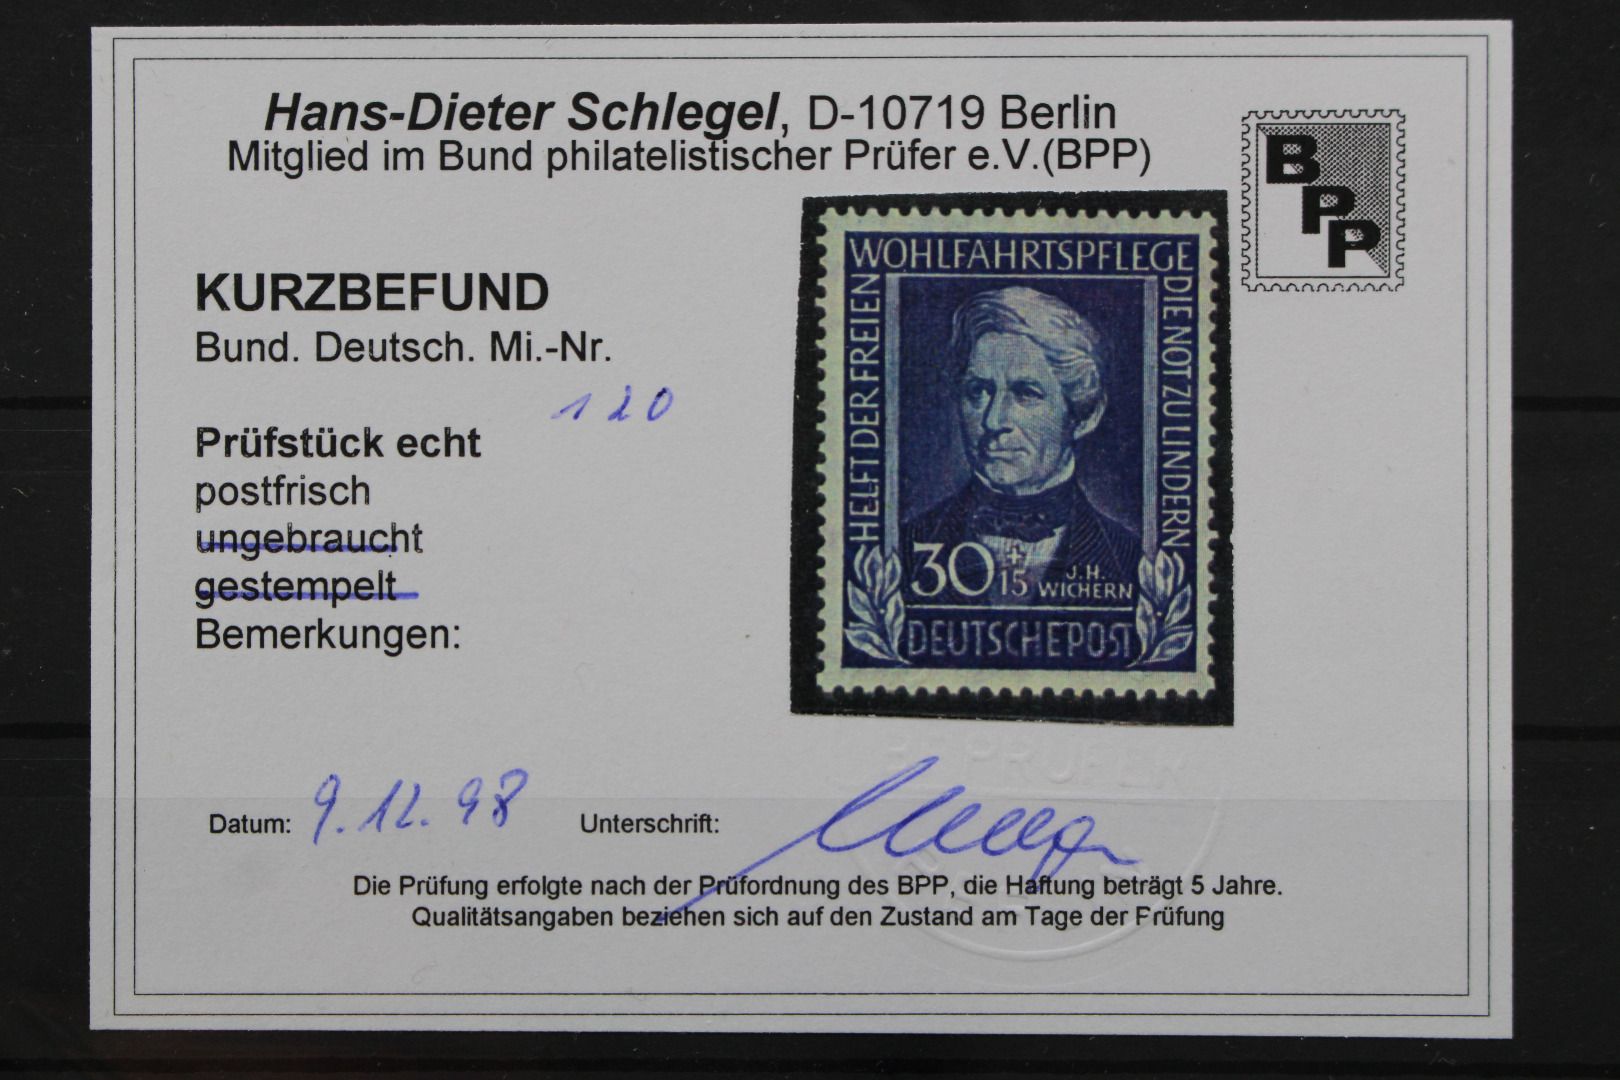 Hans-Dieter Schlegel, D-10719 Berlin
Mitglied im Bund philatelistischer Prüfer e.V.(BPP)
BPP
KURZBEFUND
Bund. Deutsch. Mi.-Nr.
120
Prüfstück echt
postfrisch
ungebraucht
gestempelt
Bemerkungen:
WOHLFAHRTSPFLEGE
HELFT DER FREIEN
DIE NOT ZU LINDERN
30+15 J.H.
WICHERN
DEUTSCHE POST
Datum: 9.12.98 Unterschrift:
Die Prüfung erfolgte nach der Prüfordnung des BPP, die Haftung beträgt 5 Jahre.
Qualitätsangaben beziehen sich auf den Zustand am Tage der Prüfung